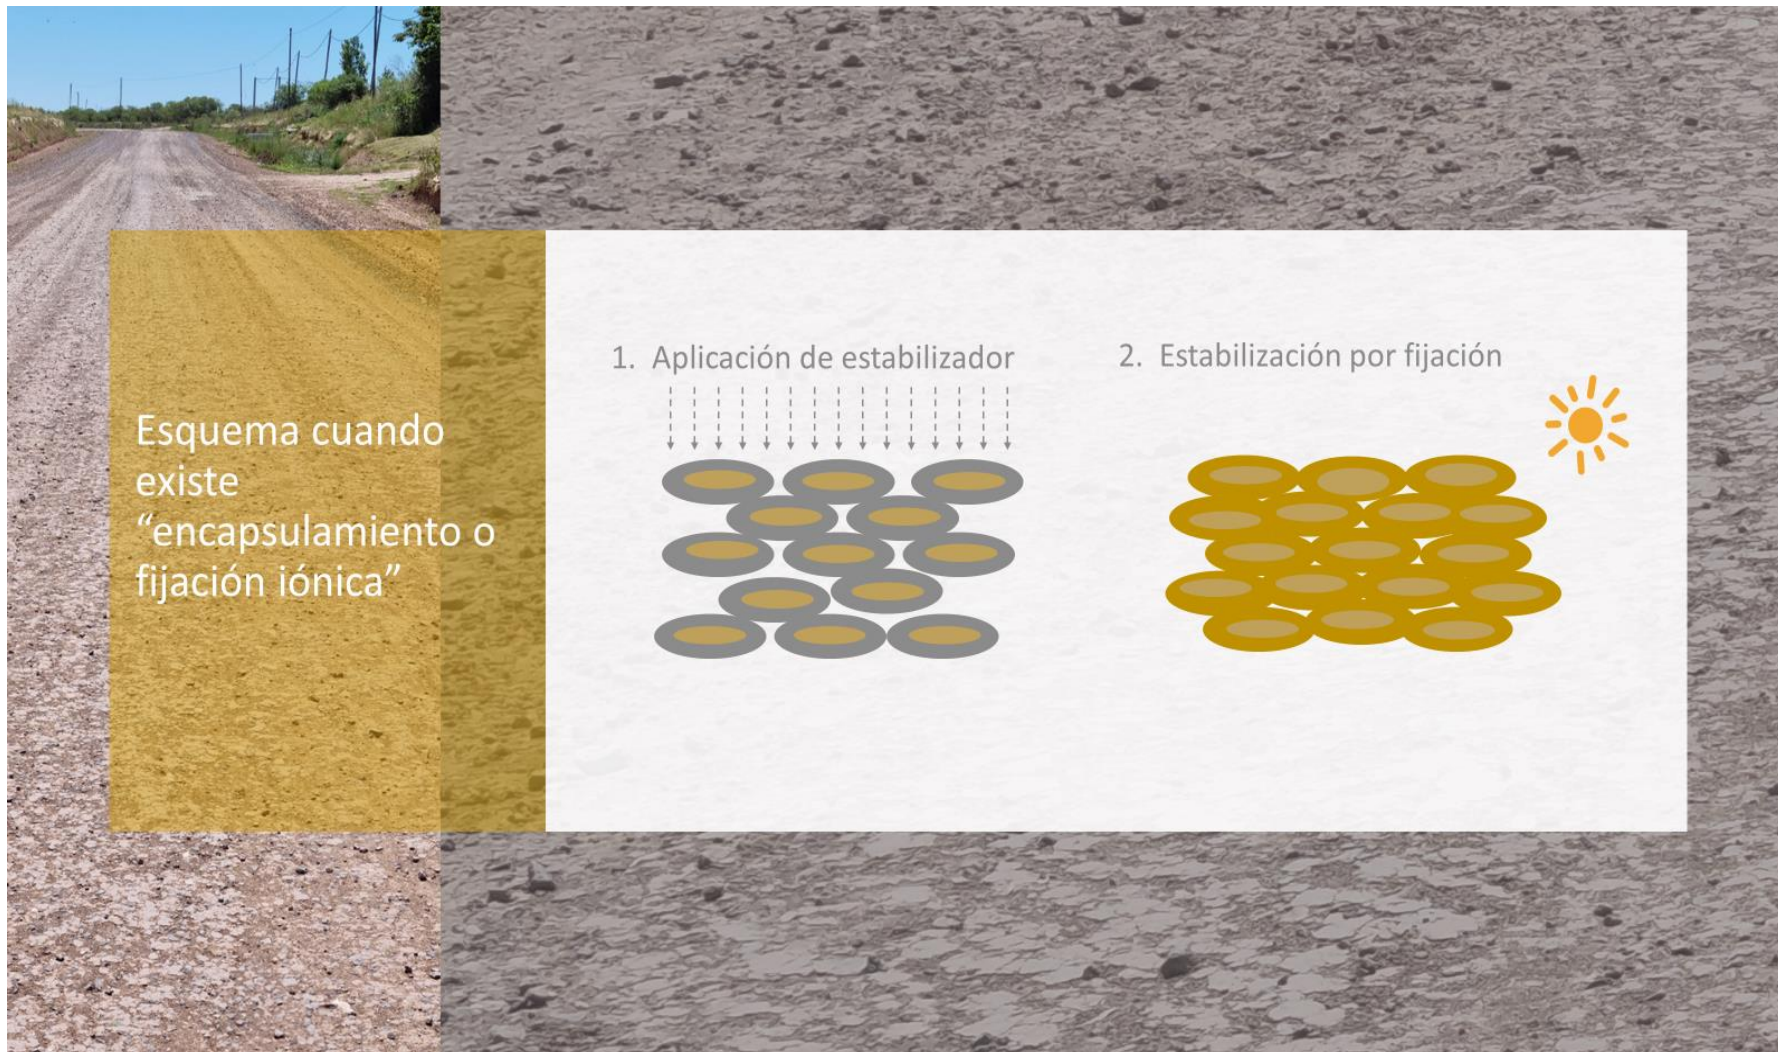 Esquema cuando
existe
“encapsulamiento o
fijación iónica”
1. Aplicación de estabilizador
2. Estabilización por fijación